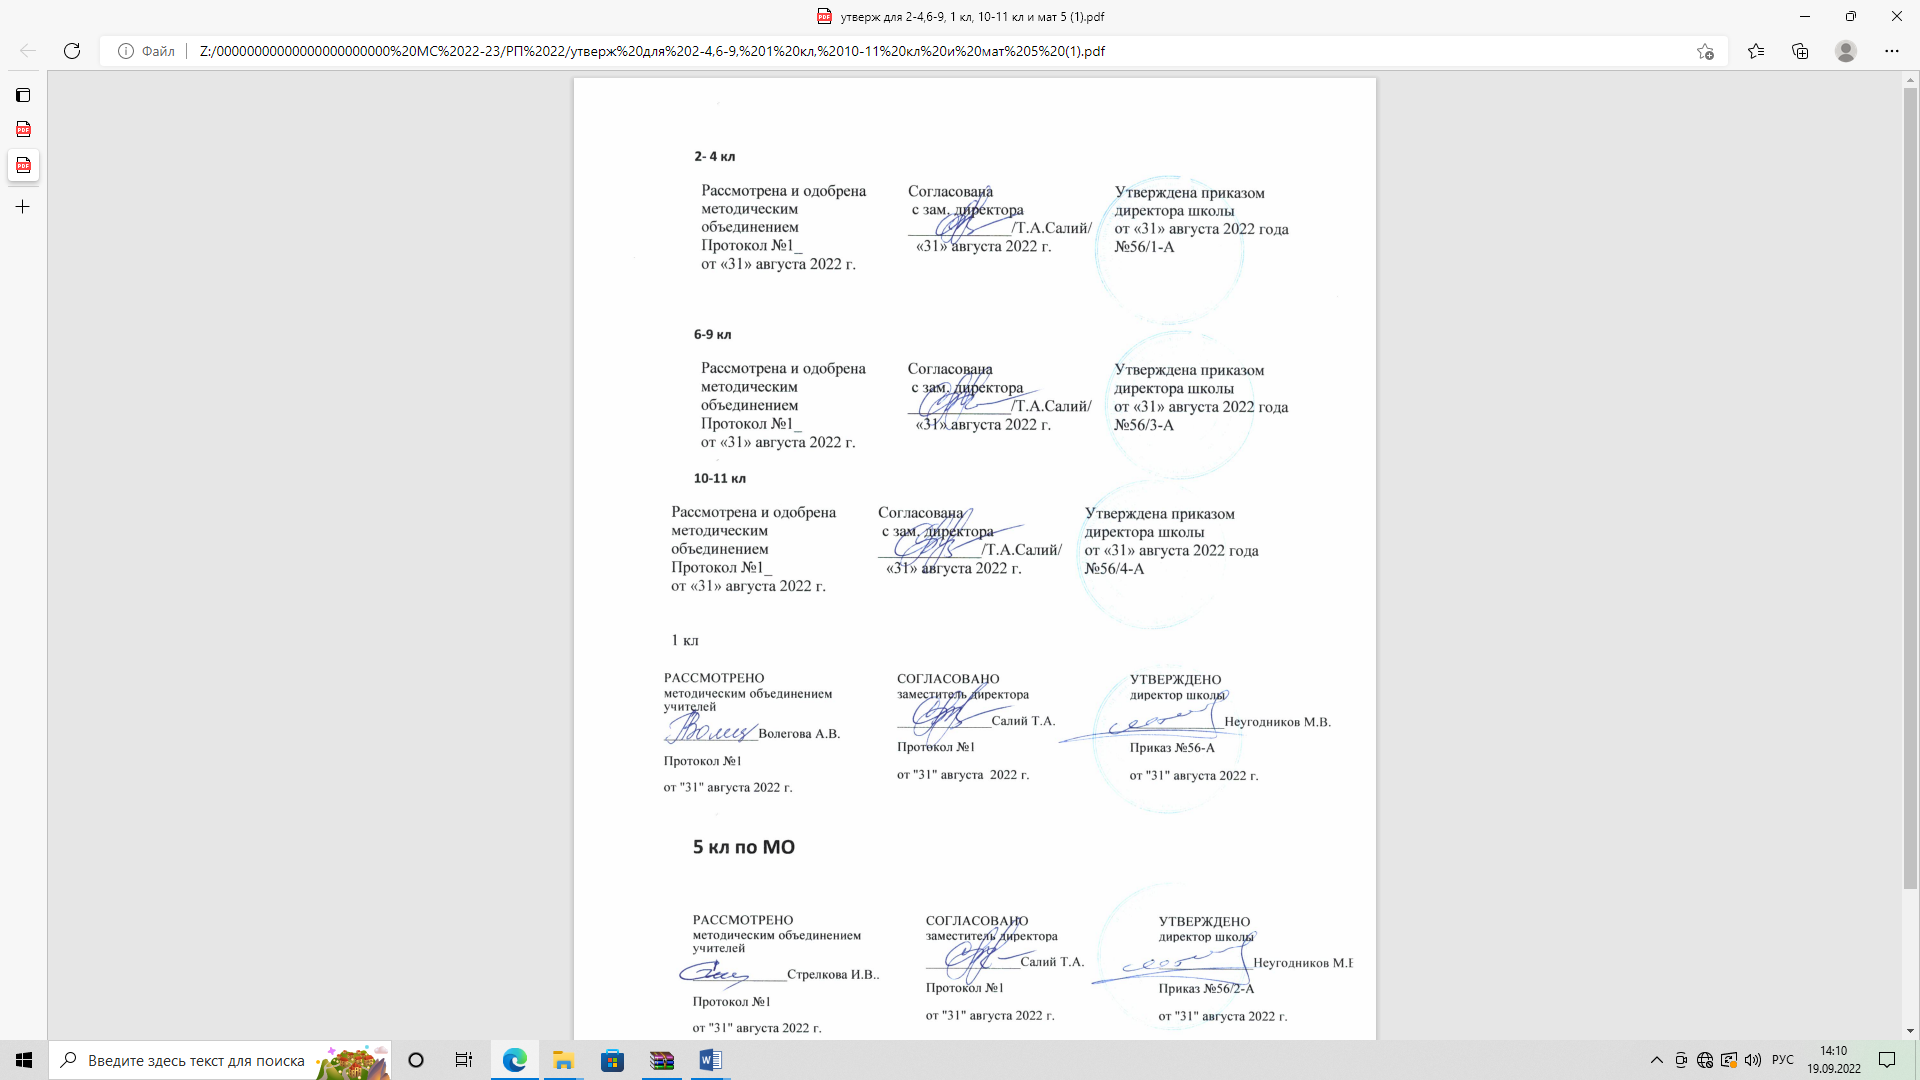 утверж для 2-4,6-9, 1 кл, 10-11 кл и мат 5 (1).pdf
Файл
Z:/00000000000000000000000%20МС%2022-23/РП%2022/утверж%20для%202-4,6-9,%201%20кл,%2010-11%20кл%20и%20мат%205%20(1).pdf
2- 4 кл
Рассмотрена и одобрена
методическим
объединением
Протокол №1_
от «31» августа 2022 г.
Согласована
с зам. директора
_____________/Т.А.Салий/
«31» августа 2022 г.
Утверждена приказом
директора школы
от «31» августа 2022 года
№56/1-А
6-9 кл
Рассмотрена и одобрена
методическим
объединением
Протокол №1_
от «31» августа 2022 г.
Согласована
с зам. директора
_____________/Т.А.Салий/
«31» августа 2022 г.
Утверждена приказом
директора школы
от «31» августа 2022 года
№56/3-А
10-11 кл
Рассмотрена и одобрена
методическим
объединением
Протокол №1_
от «31» августа 2022 г.
Согласована
с зам. директора
_____________/Т.А.Салий/
«31» августа 2022 г.
Утверждена приказом
директора школы
от «31» августа 2022 года
№56/4-А
1 кл
РАССМОТРЕНО
методическим объединением
учителей
______________Волегова А.В.
Протокол №1
от "31" августа 2022 г.
СОГЛАСОВАНО
заместитель директора
______________Салий Т.А.
Протокол №1
от "31" августа 2022 г.
УТВЕРЖДЕНО
директор школы
______________Неугодников М.В.
Приказ №56-А
от "31" августа 2022 г.
5 кл по МО
РАССМОТРЕНО
методическим объединением
учителей
______________Стрелкова И.В..
Протокол №1
от "31" августа 2022 г.
СОГЛАСОВАНО
заместитель директора
______________Салий Т.А.
Протокол №1
от "31" августа 2022 г.
УТВЕРЖДЕНО
директор школы
______________Неугодников М.В
Приказ №56/2-А
от "31" августа 2022 г.
Введите здесь текст для поиска
РУС
14:10
19.09.2022